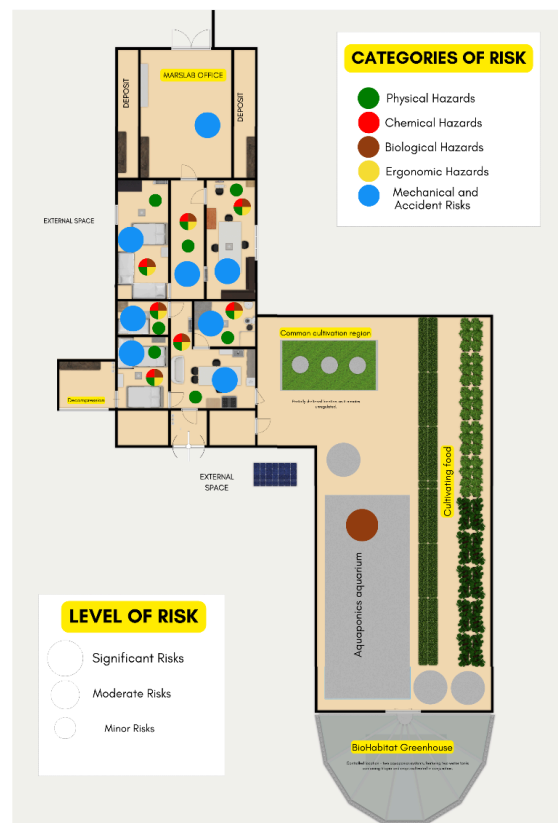 CATEGORIES OF RISK
Physical Hazards
Chemical Hazards
Biological Hazards
Ergonomic Hazards
Mechanical and
Accident Risks
MARSLAB OFFICE
DEPOSIT
DEPOSIT
EXTERNAL SPACE
Common cultivation region
Decompression
EXTERNAL
SPACE
Cultivating food
Aquaponics aquarium
LEVEL OF RISK
Significant Risks
Moderate Risks
Minor Risks
BioHabitat Greenhouse